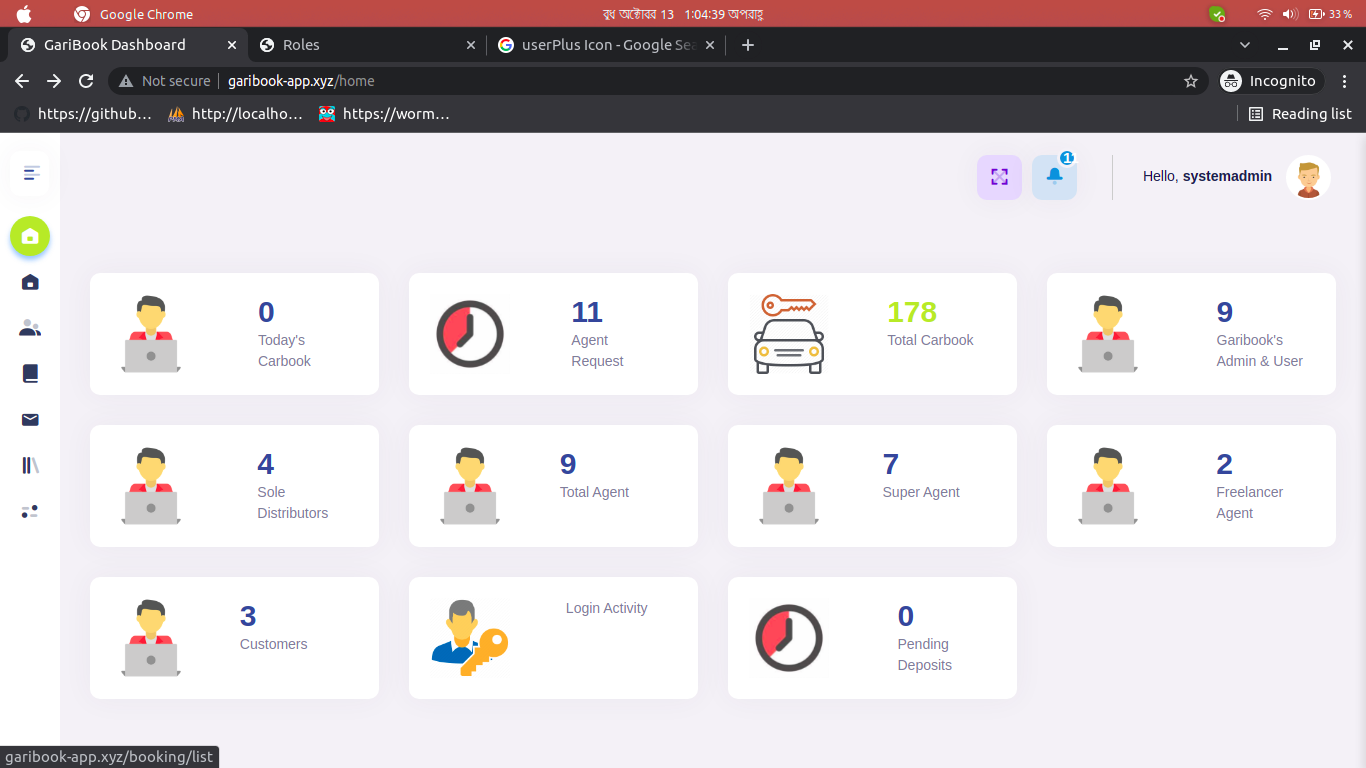 Google Chrome
বুধ অক্টোবর 13 1:04:39 অপরাহ্ণ
33 %
GariBook Dashboard
Roles
userPlus Icon - Google Sea
Not secure
garibook-app.xyz/home
Incognito
https://github…
http://localho…
https://worm…
Reading list
1
Hello, systemadmin
0
Today's
Carbook
11
Agent
Request
178
Total Carbook
9
Garibook's
Admin & User
4
Sole
Distributors
9
Total Agent
7
Super Agent
2
Freelancer
Agent
3
Customers
Login Activity
0
Pending
Deposits
garibook-app.xyz/booking/list